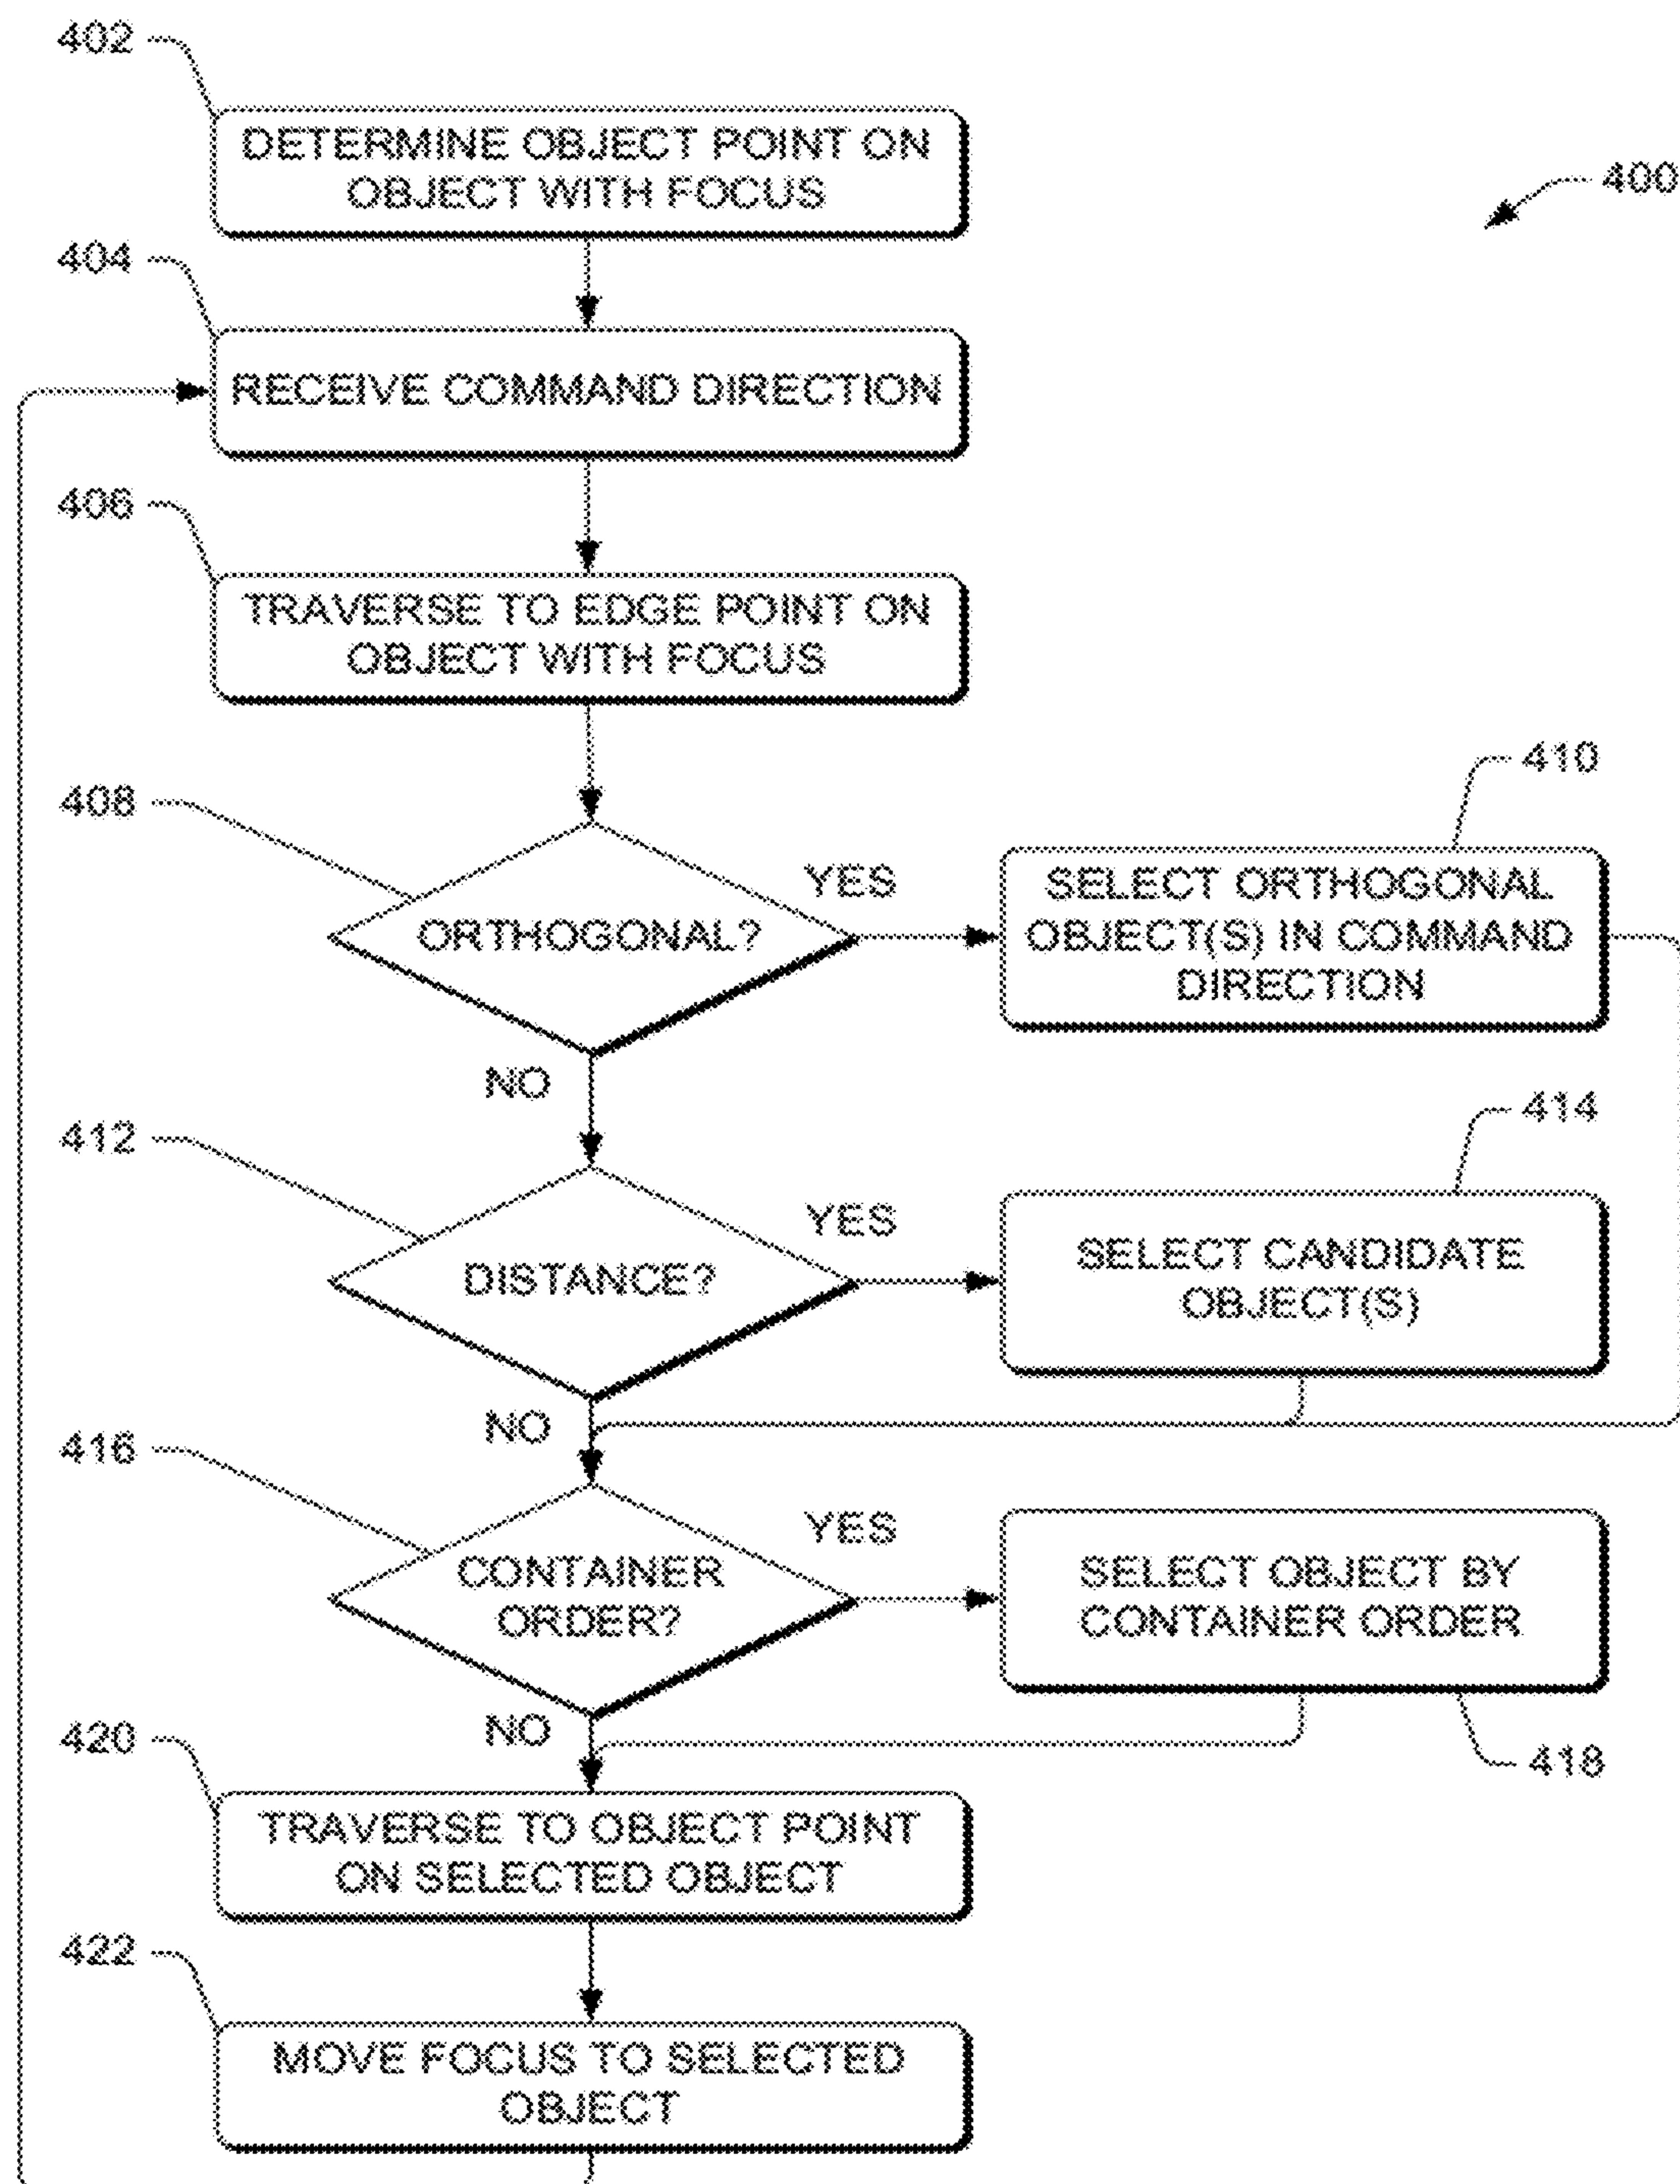 402
DETERMINE OBJECT POINT ON
OBJECT WITH FOCUS
400
404
RECEIVE COMMAND DIRECTION
406
TRAVERSE TO EDGE POINT ON
OBJECT WITH FOCUS
408
ORTHOGONAL?
YES
410
SELECT ORTHOGONAL
OBJECT(S) IN COMMAND
DIRECTION
NO
412
DISTANCE?
YES
414
SELECT CANDIDATE
OBJECT(S)
NO
416
CONTAINER
ORDER?
YES
SELECT OBJECT BY
CONTAINER ORDER
418
NO
420
TRAVERSE TO OBJECT POINT
ON SELECTED OBJECT
422
MOVE FOCUS TO SELECTED
OBJECT